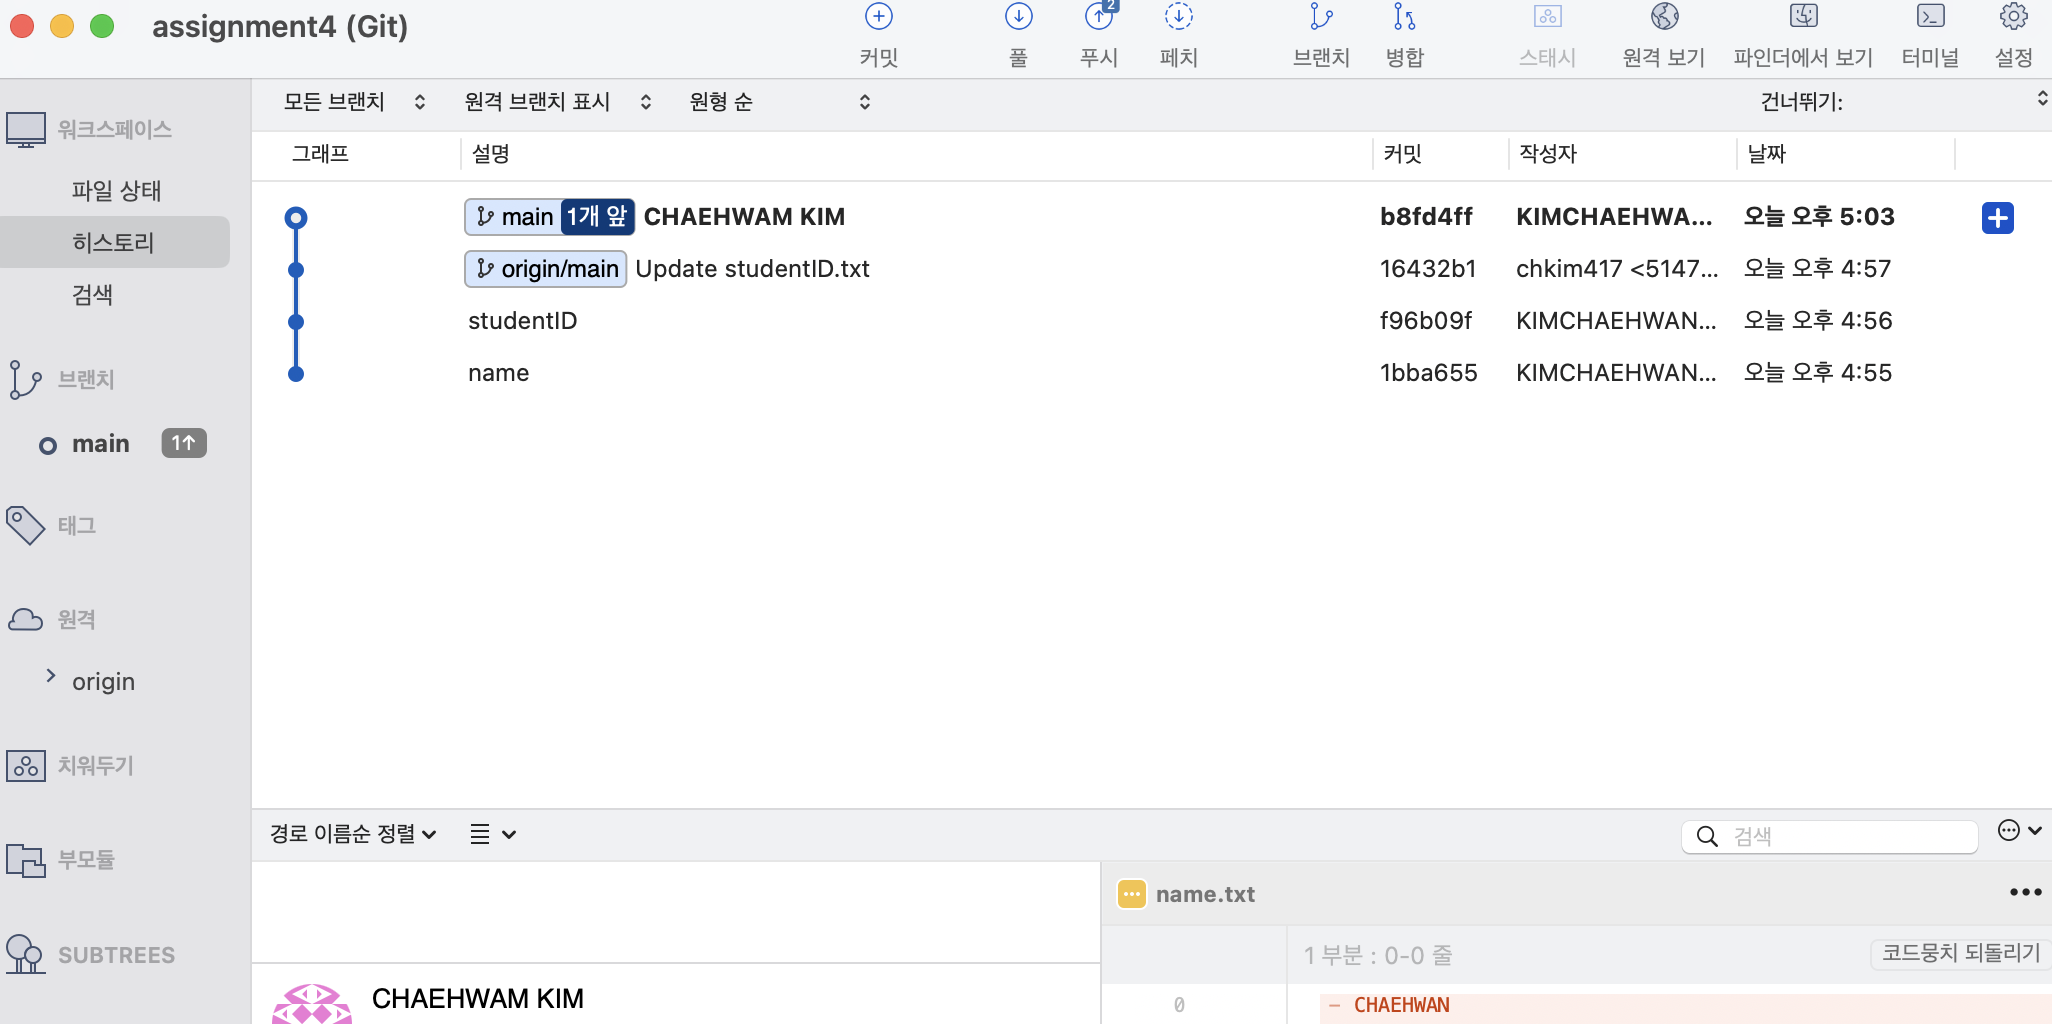 assignment4 (Git)
커밋
풀
2
푸시
페치
브랜치
병합
스태시
원격 보기
파인더에서 보기
터미널
설정
워크스페이스
파일 상태
히스토리
검색
브랜치
main 1↑
태그
원격
origin
치워두기
부모듈
SUBTREES
모든 브랜치 원격 브랜치 표시 원형 순 건너뛰기:
그래프 설명 커밋 작성자 날짜
main 1개 앞 CHAEHWAM KIM b8fd4ff KIMCHAEHWA... 오늘 오후 5:03
origin/main Update studentID.txt 16432b1 chkim417 <5147... 오늘 오후 4:57
studentID f96b09f KIMCHAEHWAN... 오늘 오후 4:56
name 1bba655 KIMCHAEHWAN... 오늘 오후 4:55
경로 이름순 정렬 검색
CHAEHWAM KIM
name.txt
1 부분 : 0-0 줄 코드뭉치 되돌리기
0 − CHAEHWAN